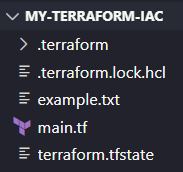 MY-TERRAFORM-IAC
.terraform
.terraform.lock.hcl
example.txt
main.tf
terraform.tfstate